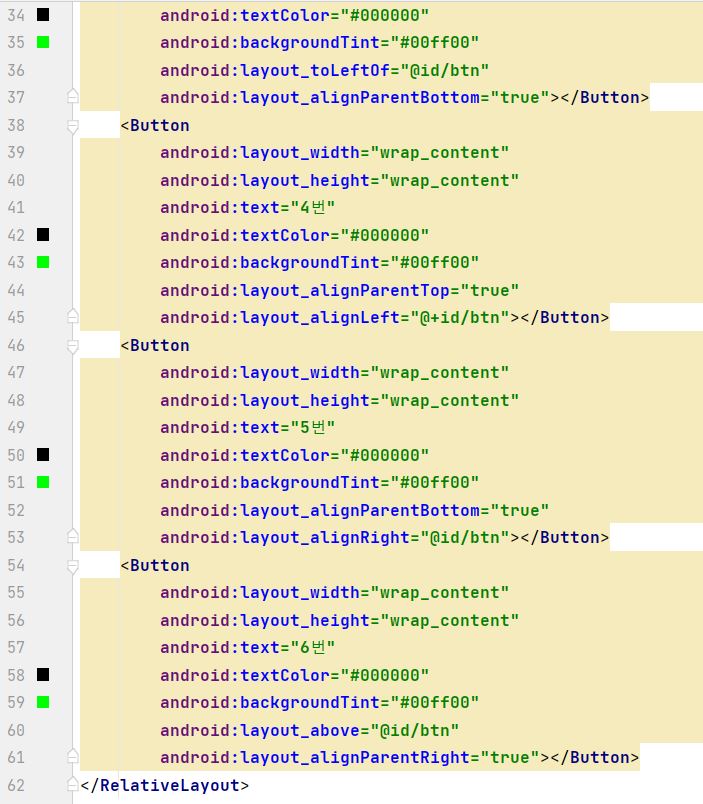 34 android:textColor="#000000"
35 android:backgroundTint="#00ff00"
36 android:layout_toLeftOf="@id/btn"
37 android:layout_alignParentBottom="true"></Button>
38 <Button
39 android:layout_width="wrap_content"
40 android:layout_height="wrap_content"
41 android:text="4번"
42 android:textColor="#000000"
43 android:backgroundTint="#00ff00"
44 android:layout_alignParentTop="true"
45 android:layout_alignLeft="@+id/btn"></Button>
46 <Button
47 android:layout_width="wrap_content"
48 android:layout_height="wrap_content"
49 android:text="5번"
50 android:textColor="#000000"
51 android:backgroundTint="#00ff00"
52 android:layout_alignParentBottom="true"
53 android:layout_alignRight="@id/btn"></Button>
54 <Button
55 android:layout_width="wrap_content"
56 android:layout_height="wrap_content"
57 android:text="6번"
58 android:textColor="#000000"
59 android:backgroundTint="#00ff00"
60 android:layout_above="@id/btn"
61 android:layout_alignParentRight="true"></Button>
62 </RelativeLayout>